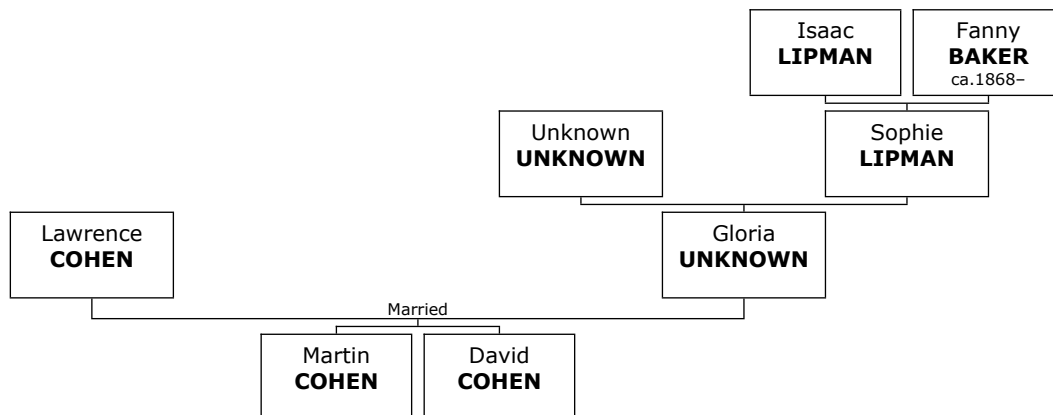 Isaac
LIPMAN
Fanny
BAKER
ca.1868–
Unknown
UNKNOWN
Sophie
LIPMAN
Lawrence
COHEN
Gloria
UNKNOWN
Married
Martin
COHEN
David
COHEN